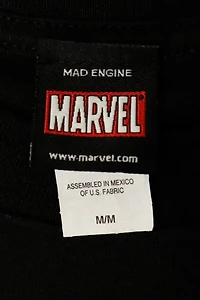 MAD ENGINE
MARVEL
www.marvel.com
ASSEMBLED IN MEXICO
OF U.S. FABRIC
M/M